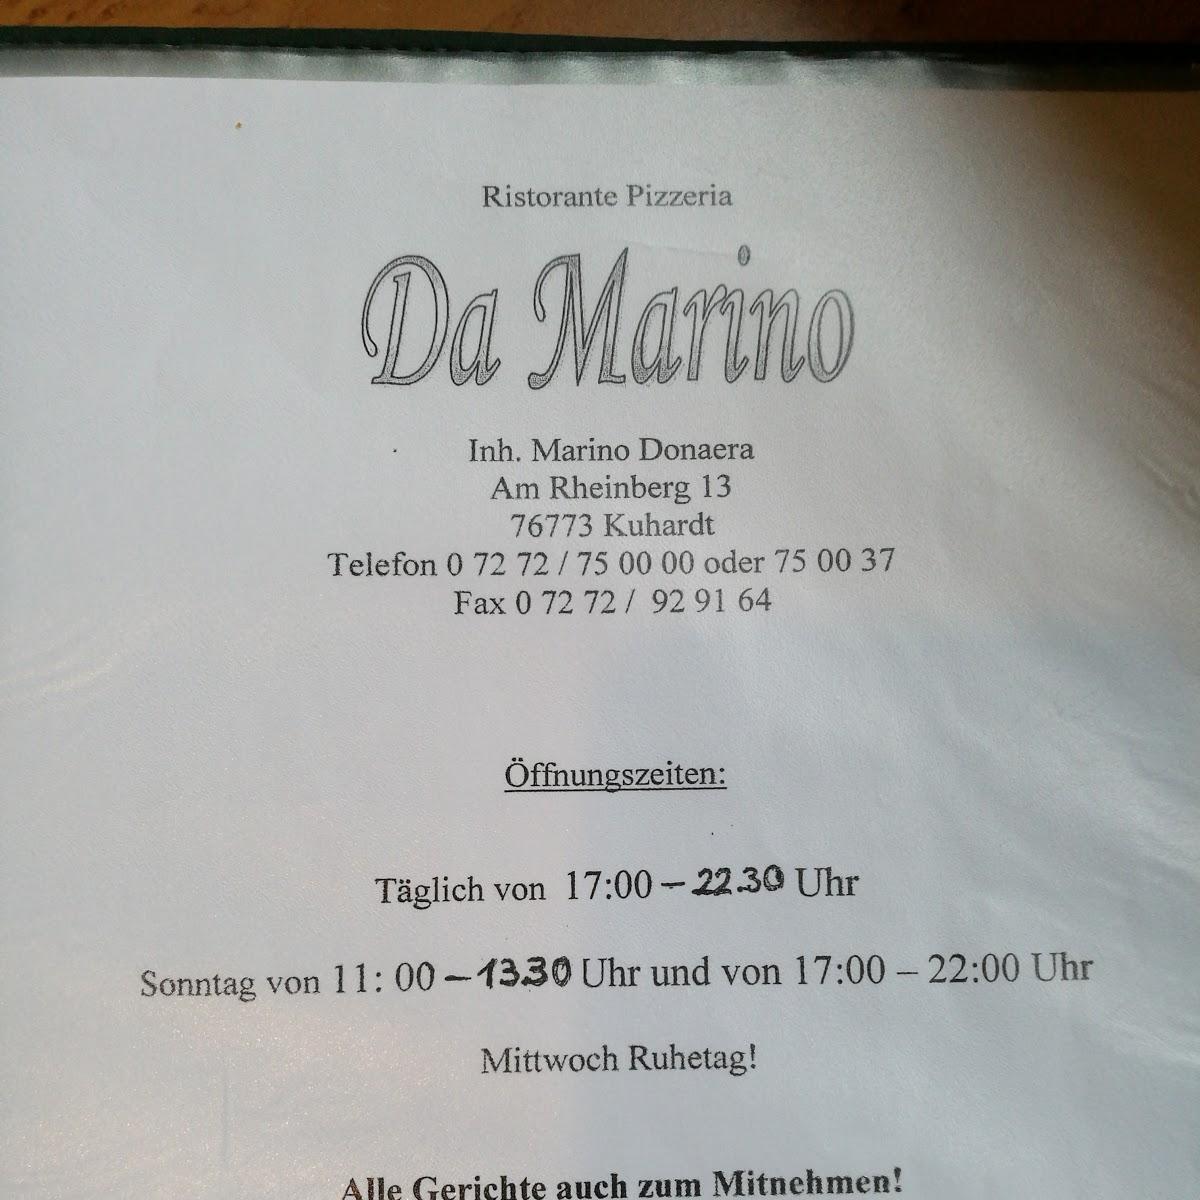 Ristorante Pizzeria
Da Marino
Inh. Marino Donaera
Am Rheinberg 13
76773 Kuhardt
Telefon 0 72 72 / 75 00 00 oder 75 00 37
Fax 0 72 72 / 92 91 64
Öffnungszeiten:
Täglich von 17:00 – 22.30 Uhr
Sonntag von 11: 00 – 13.30 Uhr und von 17:00 – 22:00 Uhr
Mittwoch Ruhetag!
Alle Gerichte auch zum Mitnehmen!